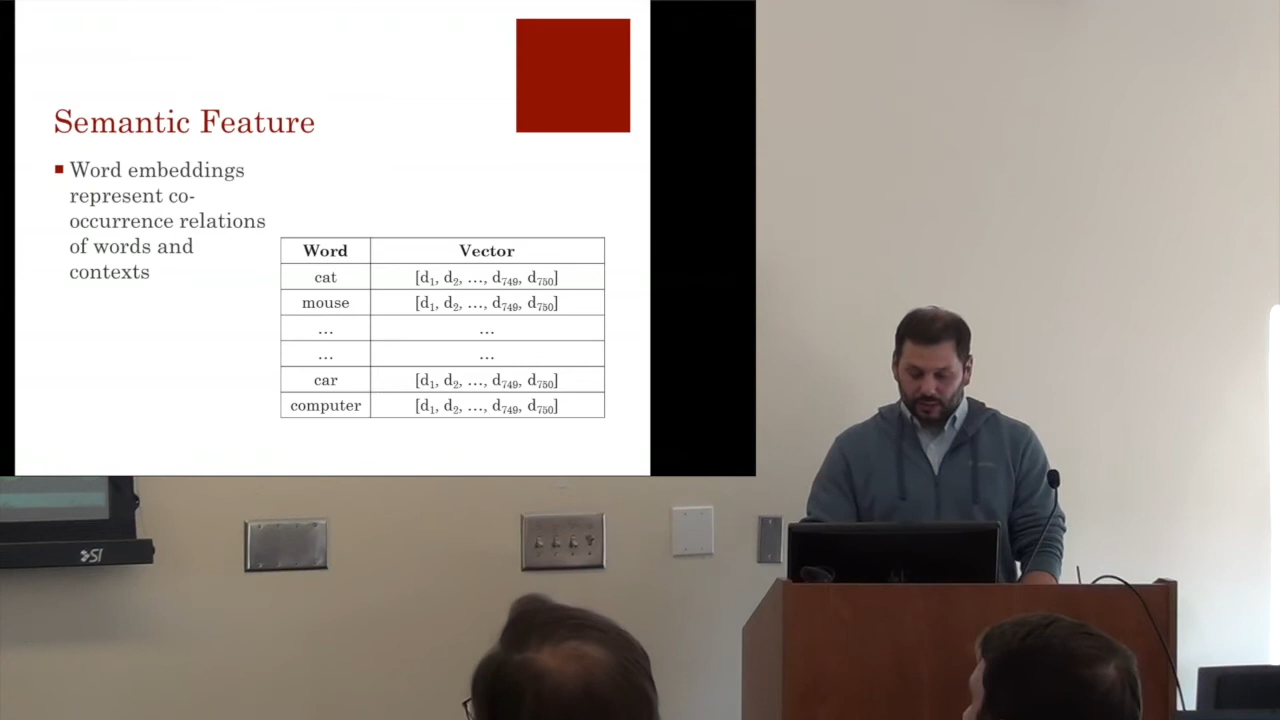 Semantic Feature
Word embeddings
represent co-
occurrence relations
of words and
contexts
Word Vector
cat [d1, d2, …, d749, d750]
mouse [d1, d2, …, d749, d750]
… …
… …
car [d1, d2, …, d749, d750]
computer [d1, d2, …, d749, d750]